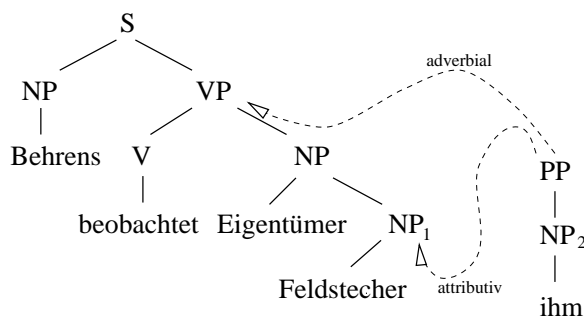 S
adverbial
NP VP
Behrens V NP PP
beobachtet Eigentümer NP₁ NP₂
Feldstecher attributiv
ihm